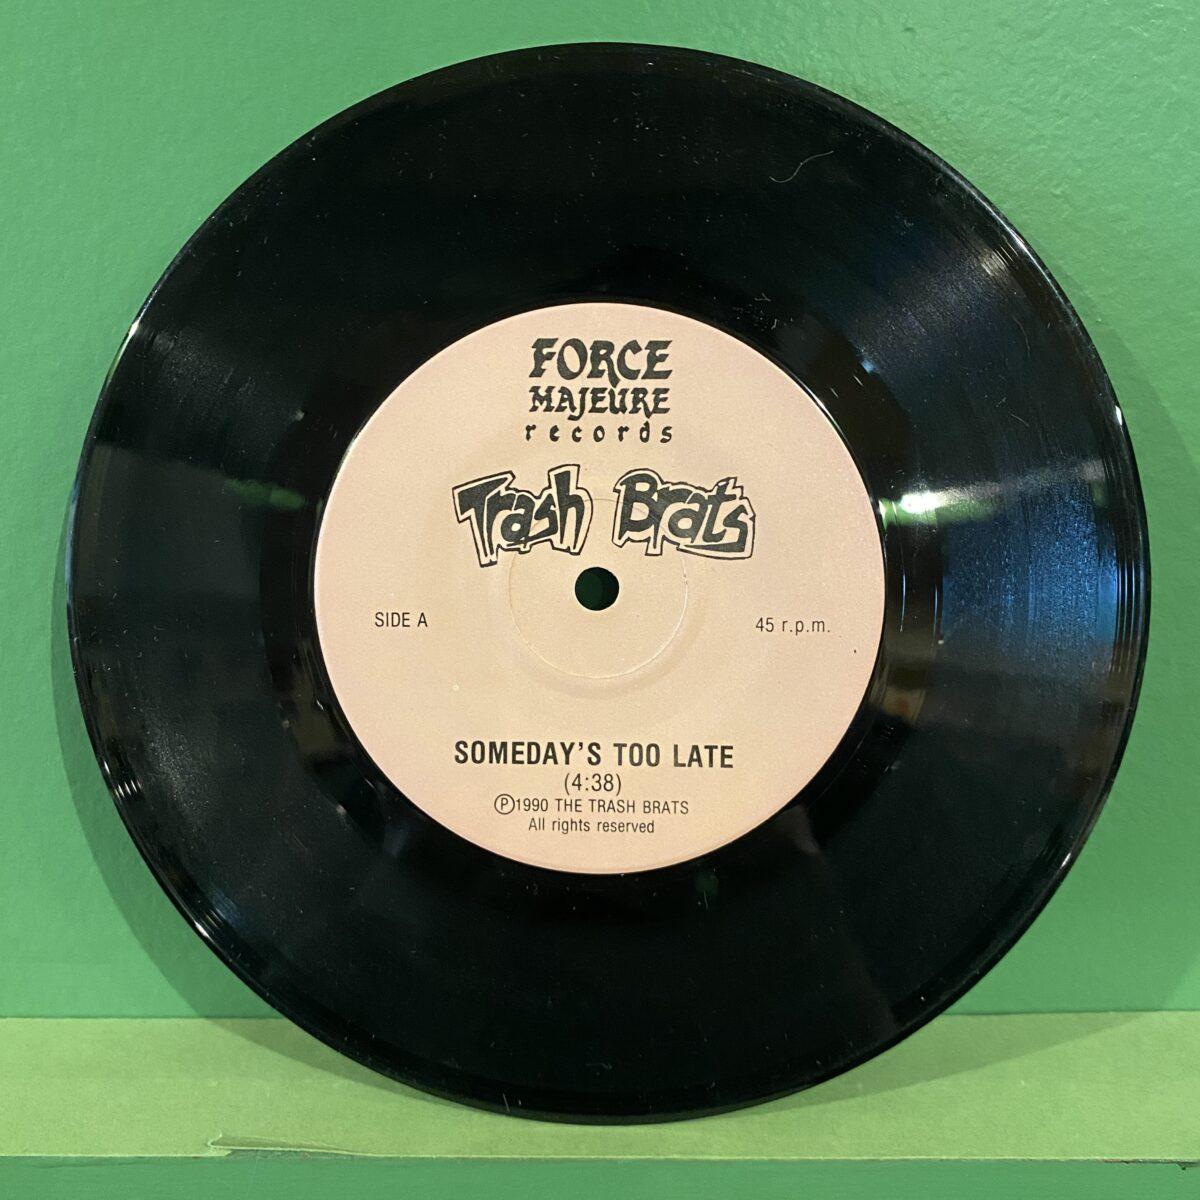 FORCE
MAJEURE
records
Trash Brats
SIDE A
45 r.p.m.
SOMEDAY'S TOO LATE
(4:38)
℗1990 THE TRASH BRATS
All rights reserved